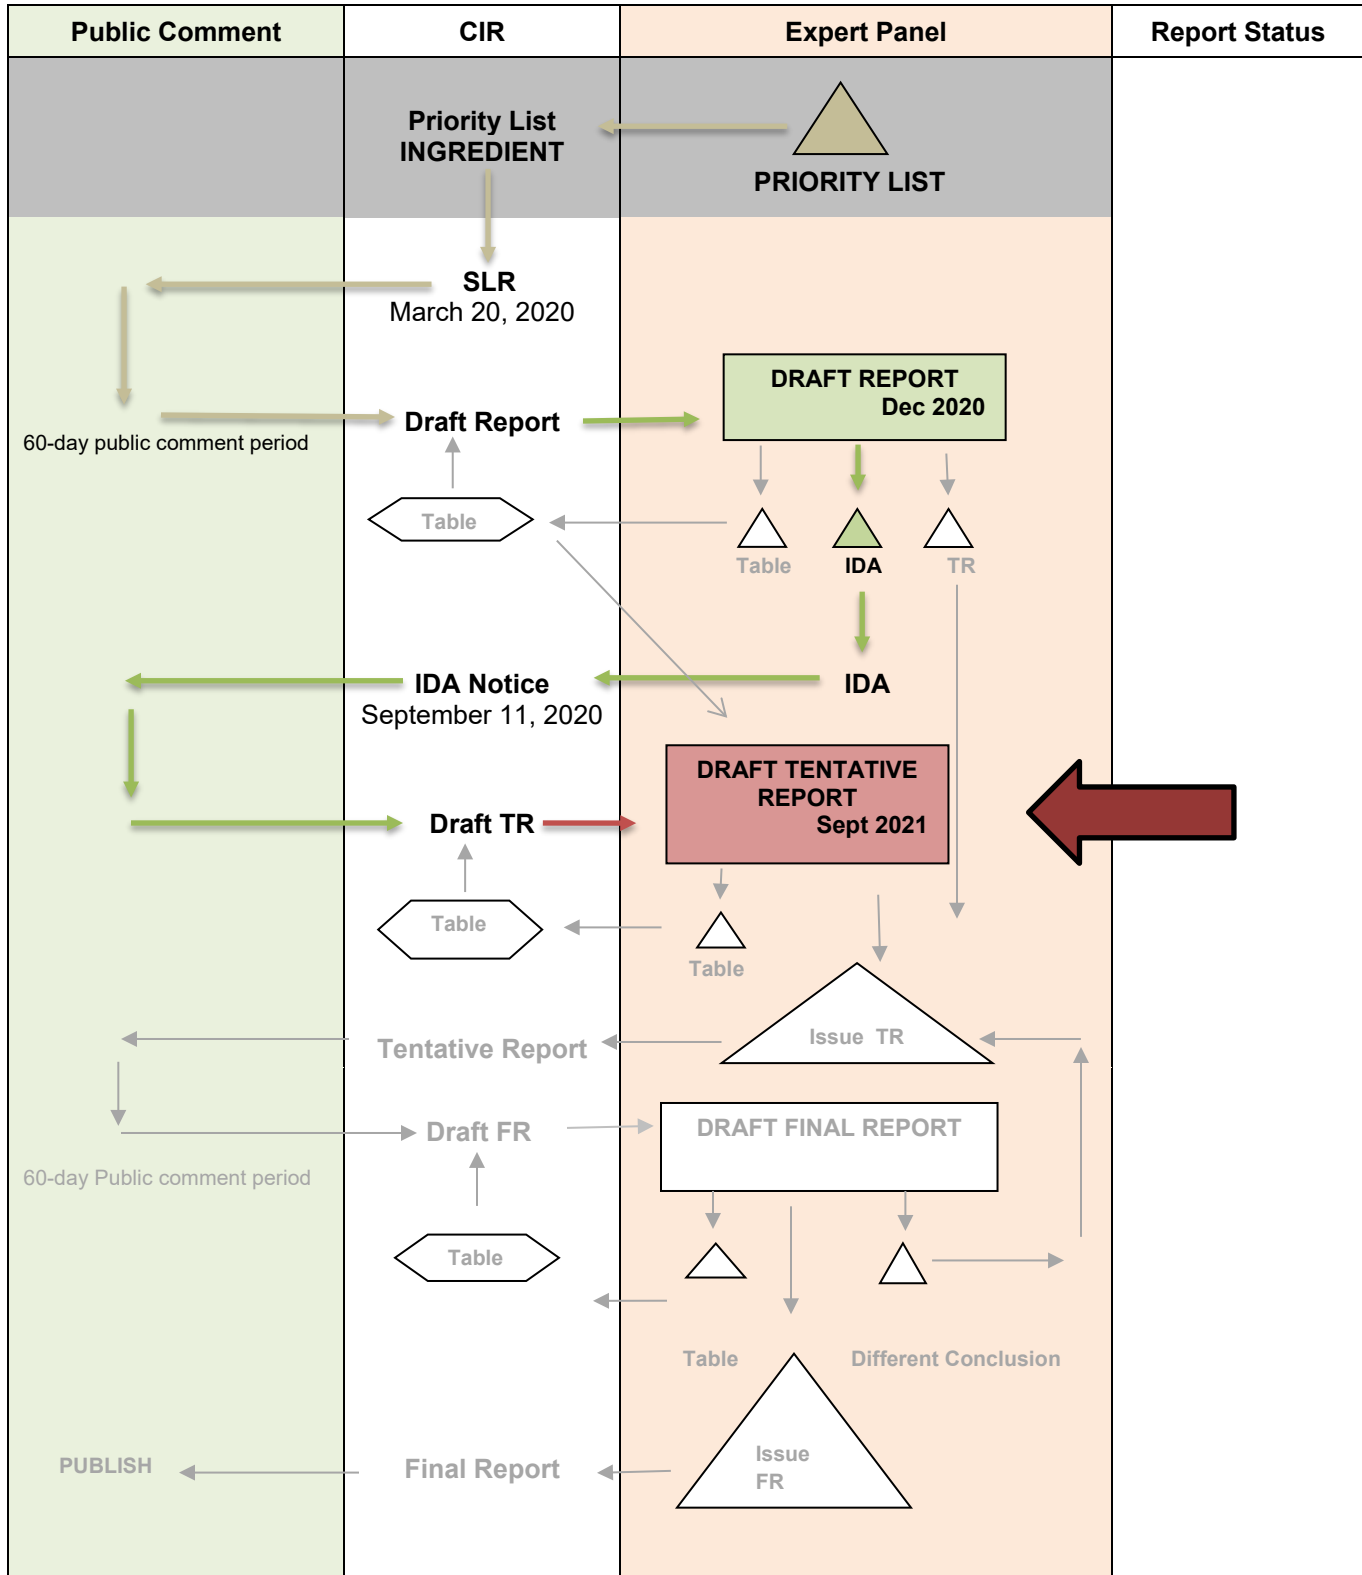 Public Comment
CIR
Expert Panel
Report Status
Priority List
INGREDIENT
PRIORITY LIST
SLR
March 20, 2020
60-day public comment period
Draft Report
DRAFT REPORT
Dec 2020
Table
Table
IDA
TR
IDA Notice
September 11, 2020
IDA
DRAFT TENTATIVE
REPORT
Sept 2021
Draft TR
Table
Table
Tentative Report
Issue TR
Draft FR
DRAFT FINAL REPORT
60-day Public comment period
Table
Table
Different Conclusion
PUBLISH
Final Report
Issue
FR